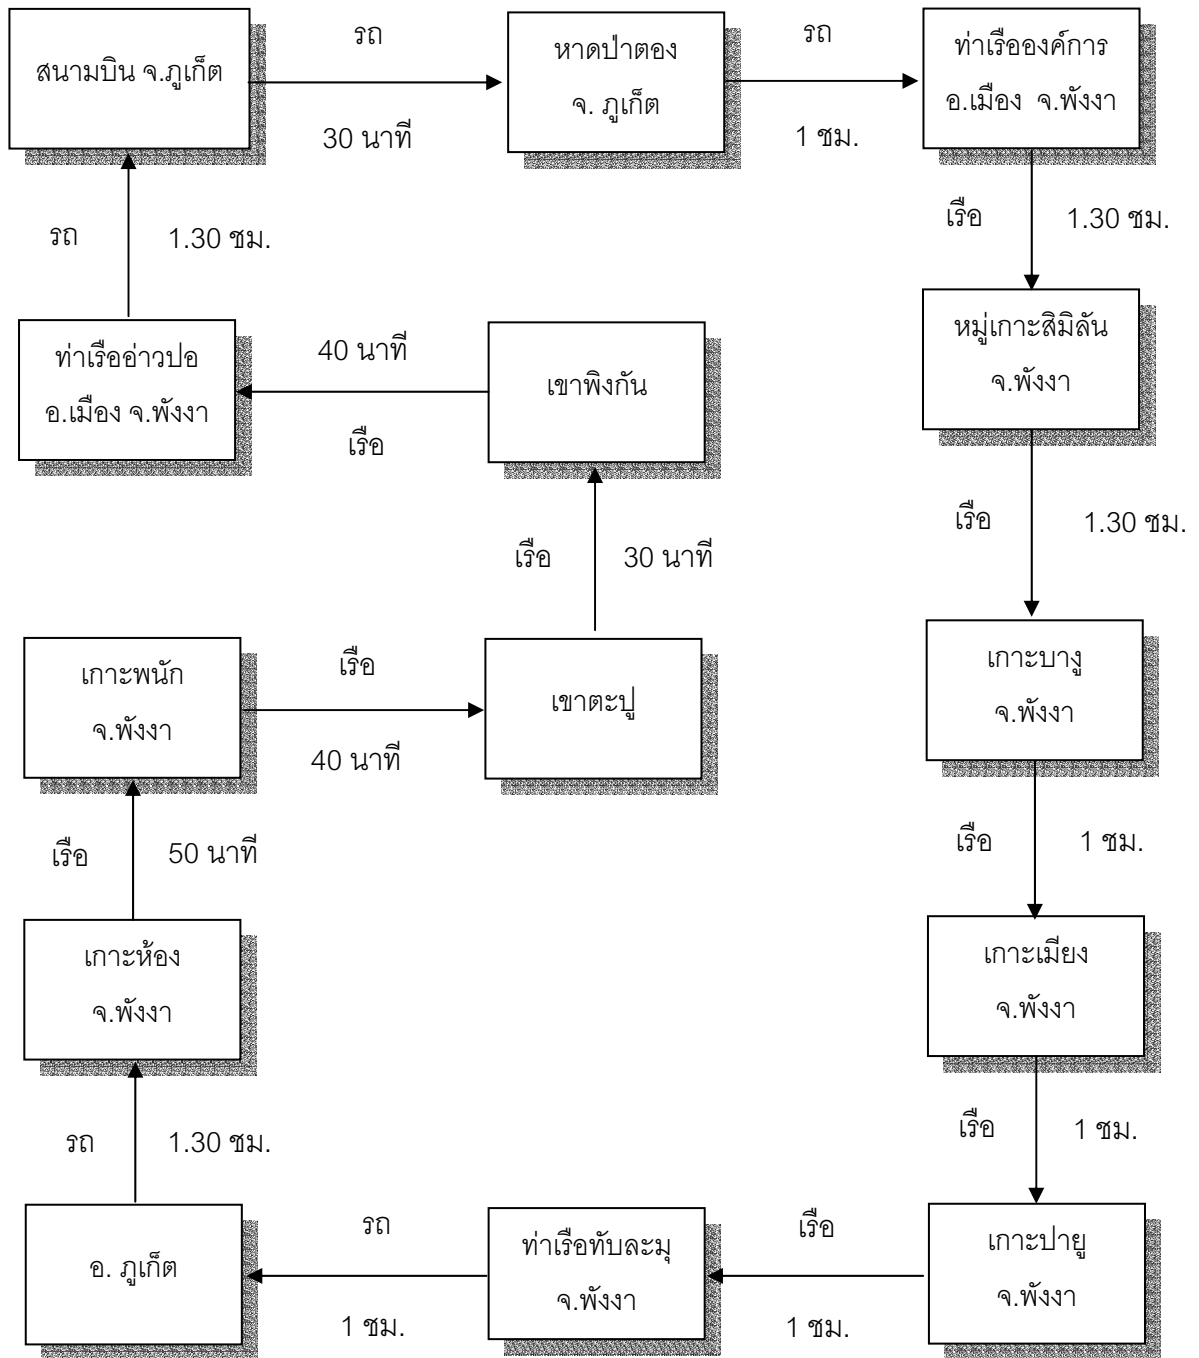 สนามบิน จ.ภูเก็ต
รถ
30 นาที
หาดป่าตอง
จ. ภูเก็ต
รถ
1 ชม.
ท่าเรือองค์การ
อ.เมือง จ.พังงา
เรือ
1.30 ชม.
หมู่เกาะสิมิลัน
จ.พังงา
เรือ
1.30 ชม.
เกาะบางู
จ.พังงา
เรือ
1 ชม.
เกาะเมียง
จ.พังงา
เรือ
1 ชม.
เกาะปายู
จ.พังงา
เรือ
1 ชม.
ท่าเรือทับละมุ
จ.พังงา
รถ
1 ชม.
อ. ภูเก็ต
รถ
1.30 ชม.
เกาะห้อง
จ.พังงา
เรือ
50 นาที
เกาะพนัก
จ.พังงา
เรือ
40 นาที
เขาตะปู
เรือ
30 นาที
เขาพิงกัน
40 นาที
เรือ
ท่าเรืออ่าวปอ
อ.เมือง จ.พังงา
รถ
1.30 ชม.